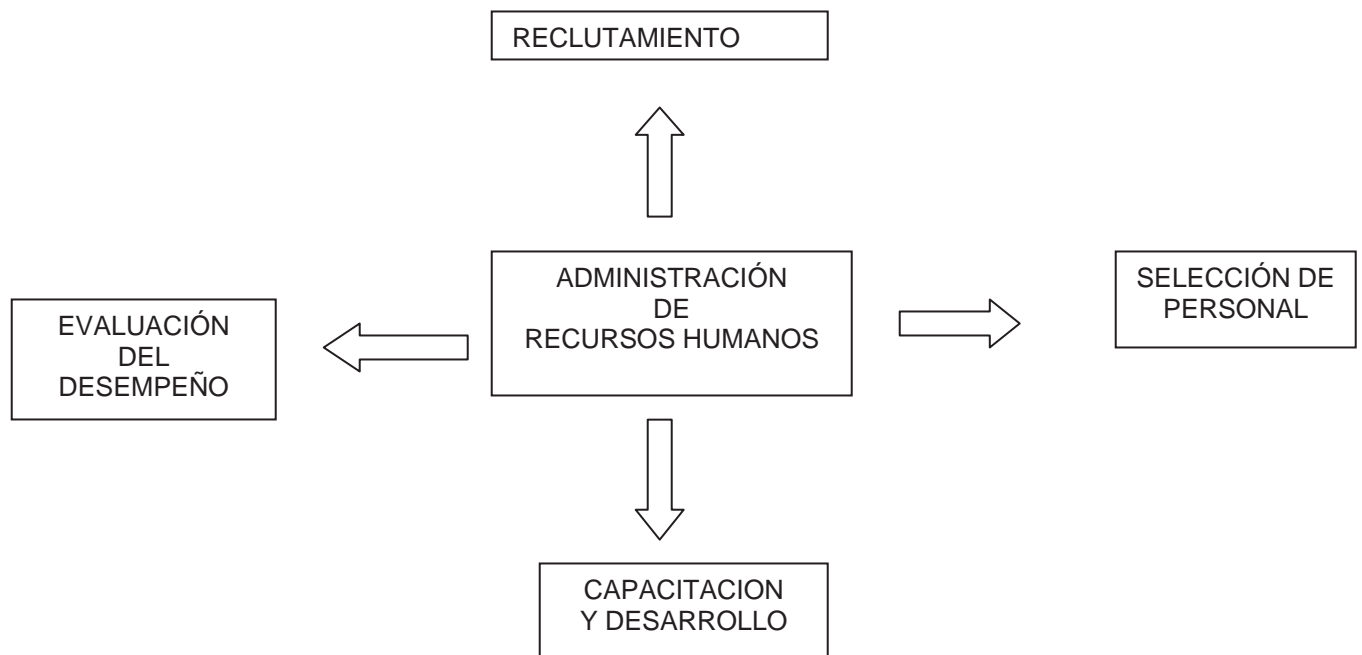 RECLUTAMIENTO
ADMINISTRACIÓN
DE
RECURSOS HUMANOS
SELECCIÓN DE
PERSONAL
EVALUACIÓN
DEL
DESEMPEÑO
CAPACITACION
Y DESARROLLO